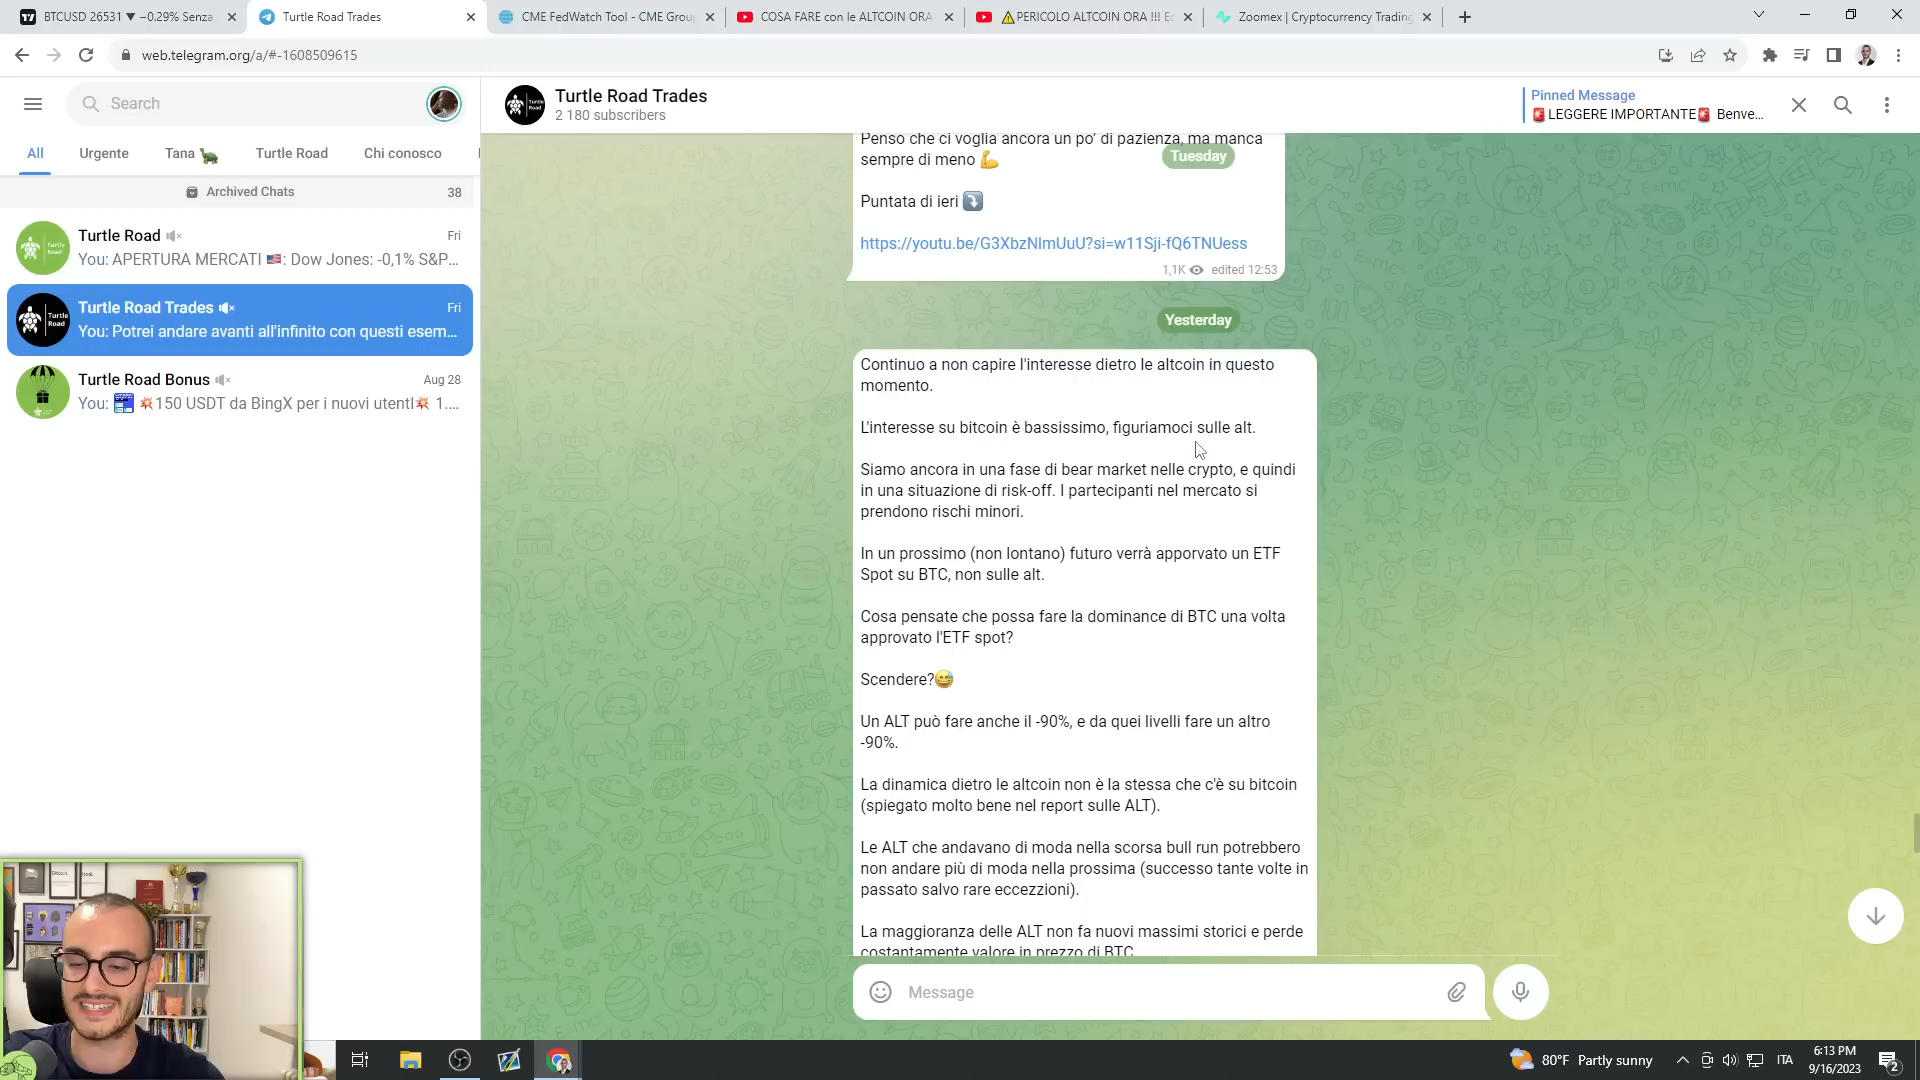 BTCUSD 26531 ▼ −0.29% Senza
Turtle Road Trades
CME FedWatch Tool - CME Grou
COSA FARE con le ALTCOIN ORA
⚠️PERICOLO ALTCOIN ORA !!! Ec
Zoomex | Cryptocurrency Trading
web.telegram.org/a/#-1608509615
Search
All
Urgente
Tana 🐢
Turtle Road
Chi conosco
Archived Chats
38
Turtle Road
Fri
You: APERTURA MERCATI 🇺🇸: Dow Jones: -0,1% S&P...
Turtle Road Trades
Fri
You: Potrei andare avanti all'infinito con questi esem...
Turtle Road Bonus
Aug 28
You: 💥150 USDT da BingX per i nuovi utentI💥 1....
Turtle Road Trades
2 180 subscribers
Pinned Message
🚨LEGGERE IMPORTANTE🚨 Benve...
Penso che ci voglia ancora un po’ di pazienza, ma manca
sempre di meno 💪
Tuesday
Puntata di ieri ⤵️
https://youtu.be/G3XbzNlmUuU?si=w11Sji-fQ6TNUess
1,1K edited 12:53
Yesterday
Continuo a non capire l'interesse dietro le altcoin in questo
momento.
L'interesse su bitcoin è bassissimo, figuriamoci sulle alt.
Siamo ancora in una fase di bear market nelle crypto, e quindi
in una situazione di risk-off. I partecipanti nel mercato si
prendono rischi minori.
In un prossimo (non lontano) futuro verrà apporvato un ETF
Spot su BTC, non sulle alt.
Cosa pensate che possa fare la dominance di BTC una volta
approvato l'ETF spot?
Scendere?😅
Un ALT può fare anche il -90%, e da quei livelli fare un altro
-90%.
La dinamica dietro le altcoin non è la stessa che c'è su bitcoin
(spiegato molto bene nel report sulle ALT).
Le ALT che andavano di moda nella scorsa bull run potrebbero
non andare più di moda nella prossima (successo tante volte in
passato salvo rare eccezzioni).
La maggioranza delle ALT non fa nuovi massimi storici e perde
costantemente valore in prezzo di BTC.
Message
80°F Partly sunny
ITA
6:13 PM
9/16/2023
2